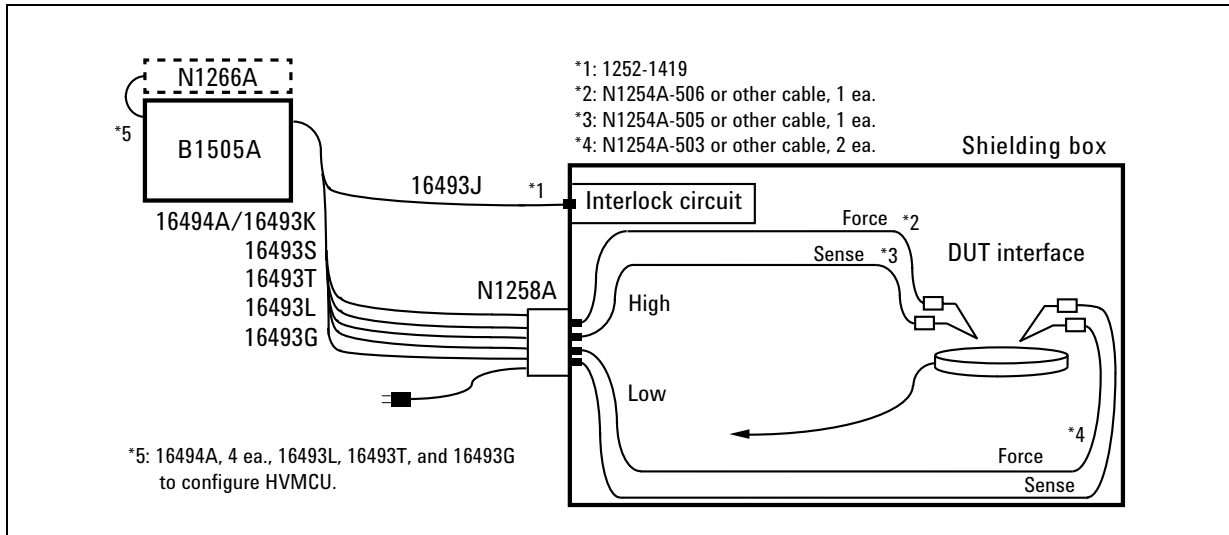 N1266A
*5
B1505A
*1: 1252-1419
*2: N1254A-506 or other cable, 1 ea.
*3: N1254A-505 or other cable, 1 ea.
*4: N1254A-503 or other cable, 2 ea.
Shielding box
16493J
*1
Interlock circuit
16494A/16493K
16493S
16493T
16493L
16493G
N1258A
Force *2
Sense *3
DUT interface
High
Low
*4
Force
Sense
*5: 16494A, 4 ea., 16493L, 16493T, and 16493G
to configure HVMCU.